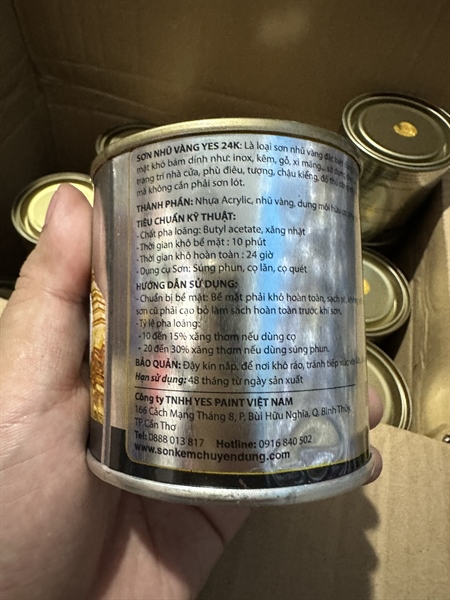 SƠN NHŨ VÀNG YES 24K: Là loại sơn nhũ vàng đặc
mặt khó bám dính như: inox, kẽm, gỗ, xi măng,
trang trí nhà cửa, phù điêu, tượng, chậu kiểng, độ
mà không cần phải sơn lót.
THÀNH PHẦN: Nhựa Acrylic, nhũ vàng, dung môi
TIÊU CHUẨN KỸ THUẬT:
- Chất pha loãng: Butyl acetate, xăng nhật
- Thời gian khô bề mặt : 10 phút
- Thời gian khô hoàn toàn : 24 giờ
- Dụng cụ Sơn: Súng phun, cọ lăn, cọ quét
HƯỚNG DẪN SỬ DỤNG:
- Chuẩn bị bề mặt: Bề mặt phải khô hoàn toàn, sạch
sơn cũ phải cạo bỏ làm sạch hoàn toàn trước khi sơn.
- Tỷ lệ pha loãng:
- 10 đến 15% xăng thơm nếu dùng cọ
- 20 đến 30% xăng thơm nếu dùng súng phun.
BẢO QUẢN: Đậy kín nắp, để nơi khô ráo, tránh tiếp xúc
Hạn sử dụng: 48 tháng từ ngày sản xuất
Công ty TNHH YES PAINT VIỆT NAM
166 Cách Mạng Tháng 8, P, Bùi Hữu Nghĩa, Q. Bình Thủy,
TP.Cần Thơ
Tel: 0888 013 817 Hotline: 0916 840 502
www.sonkemchuyendung.com